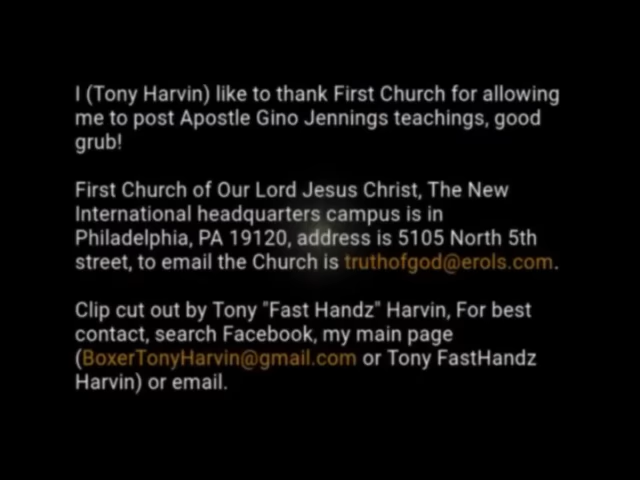 I (Tony Harvin) like to thank First Church for allowing
me to post Apostle Gino Jennings teachings, good
grub!
First Church of Our Lord Jesus Christ, The New
International headquarters campus is in
Philadelphia, PA 19120, address is 5105 North 5th
street, to email the Church is truthofgod@erols.com.
Clip cut out by Tony "Fast Handz" Harvin, For best
contact, search Facebook, my main page
(BoxerTonyHarvin@gmail.com or Tony FastHandz
Harvin) or email.